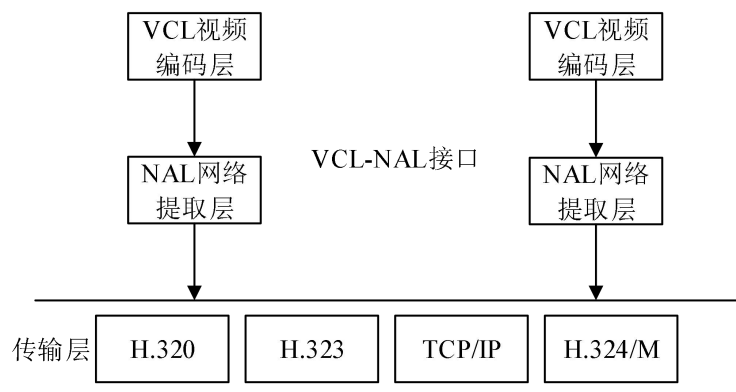 VCL视频
编码层
VCL视频
编码层
VCL-NAL接口
NAL网络
提取层
NAL网络
提取层
传输层
H.320
H.323
TCP/IP
H.324/M